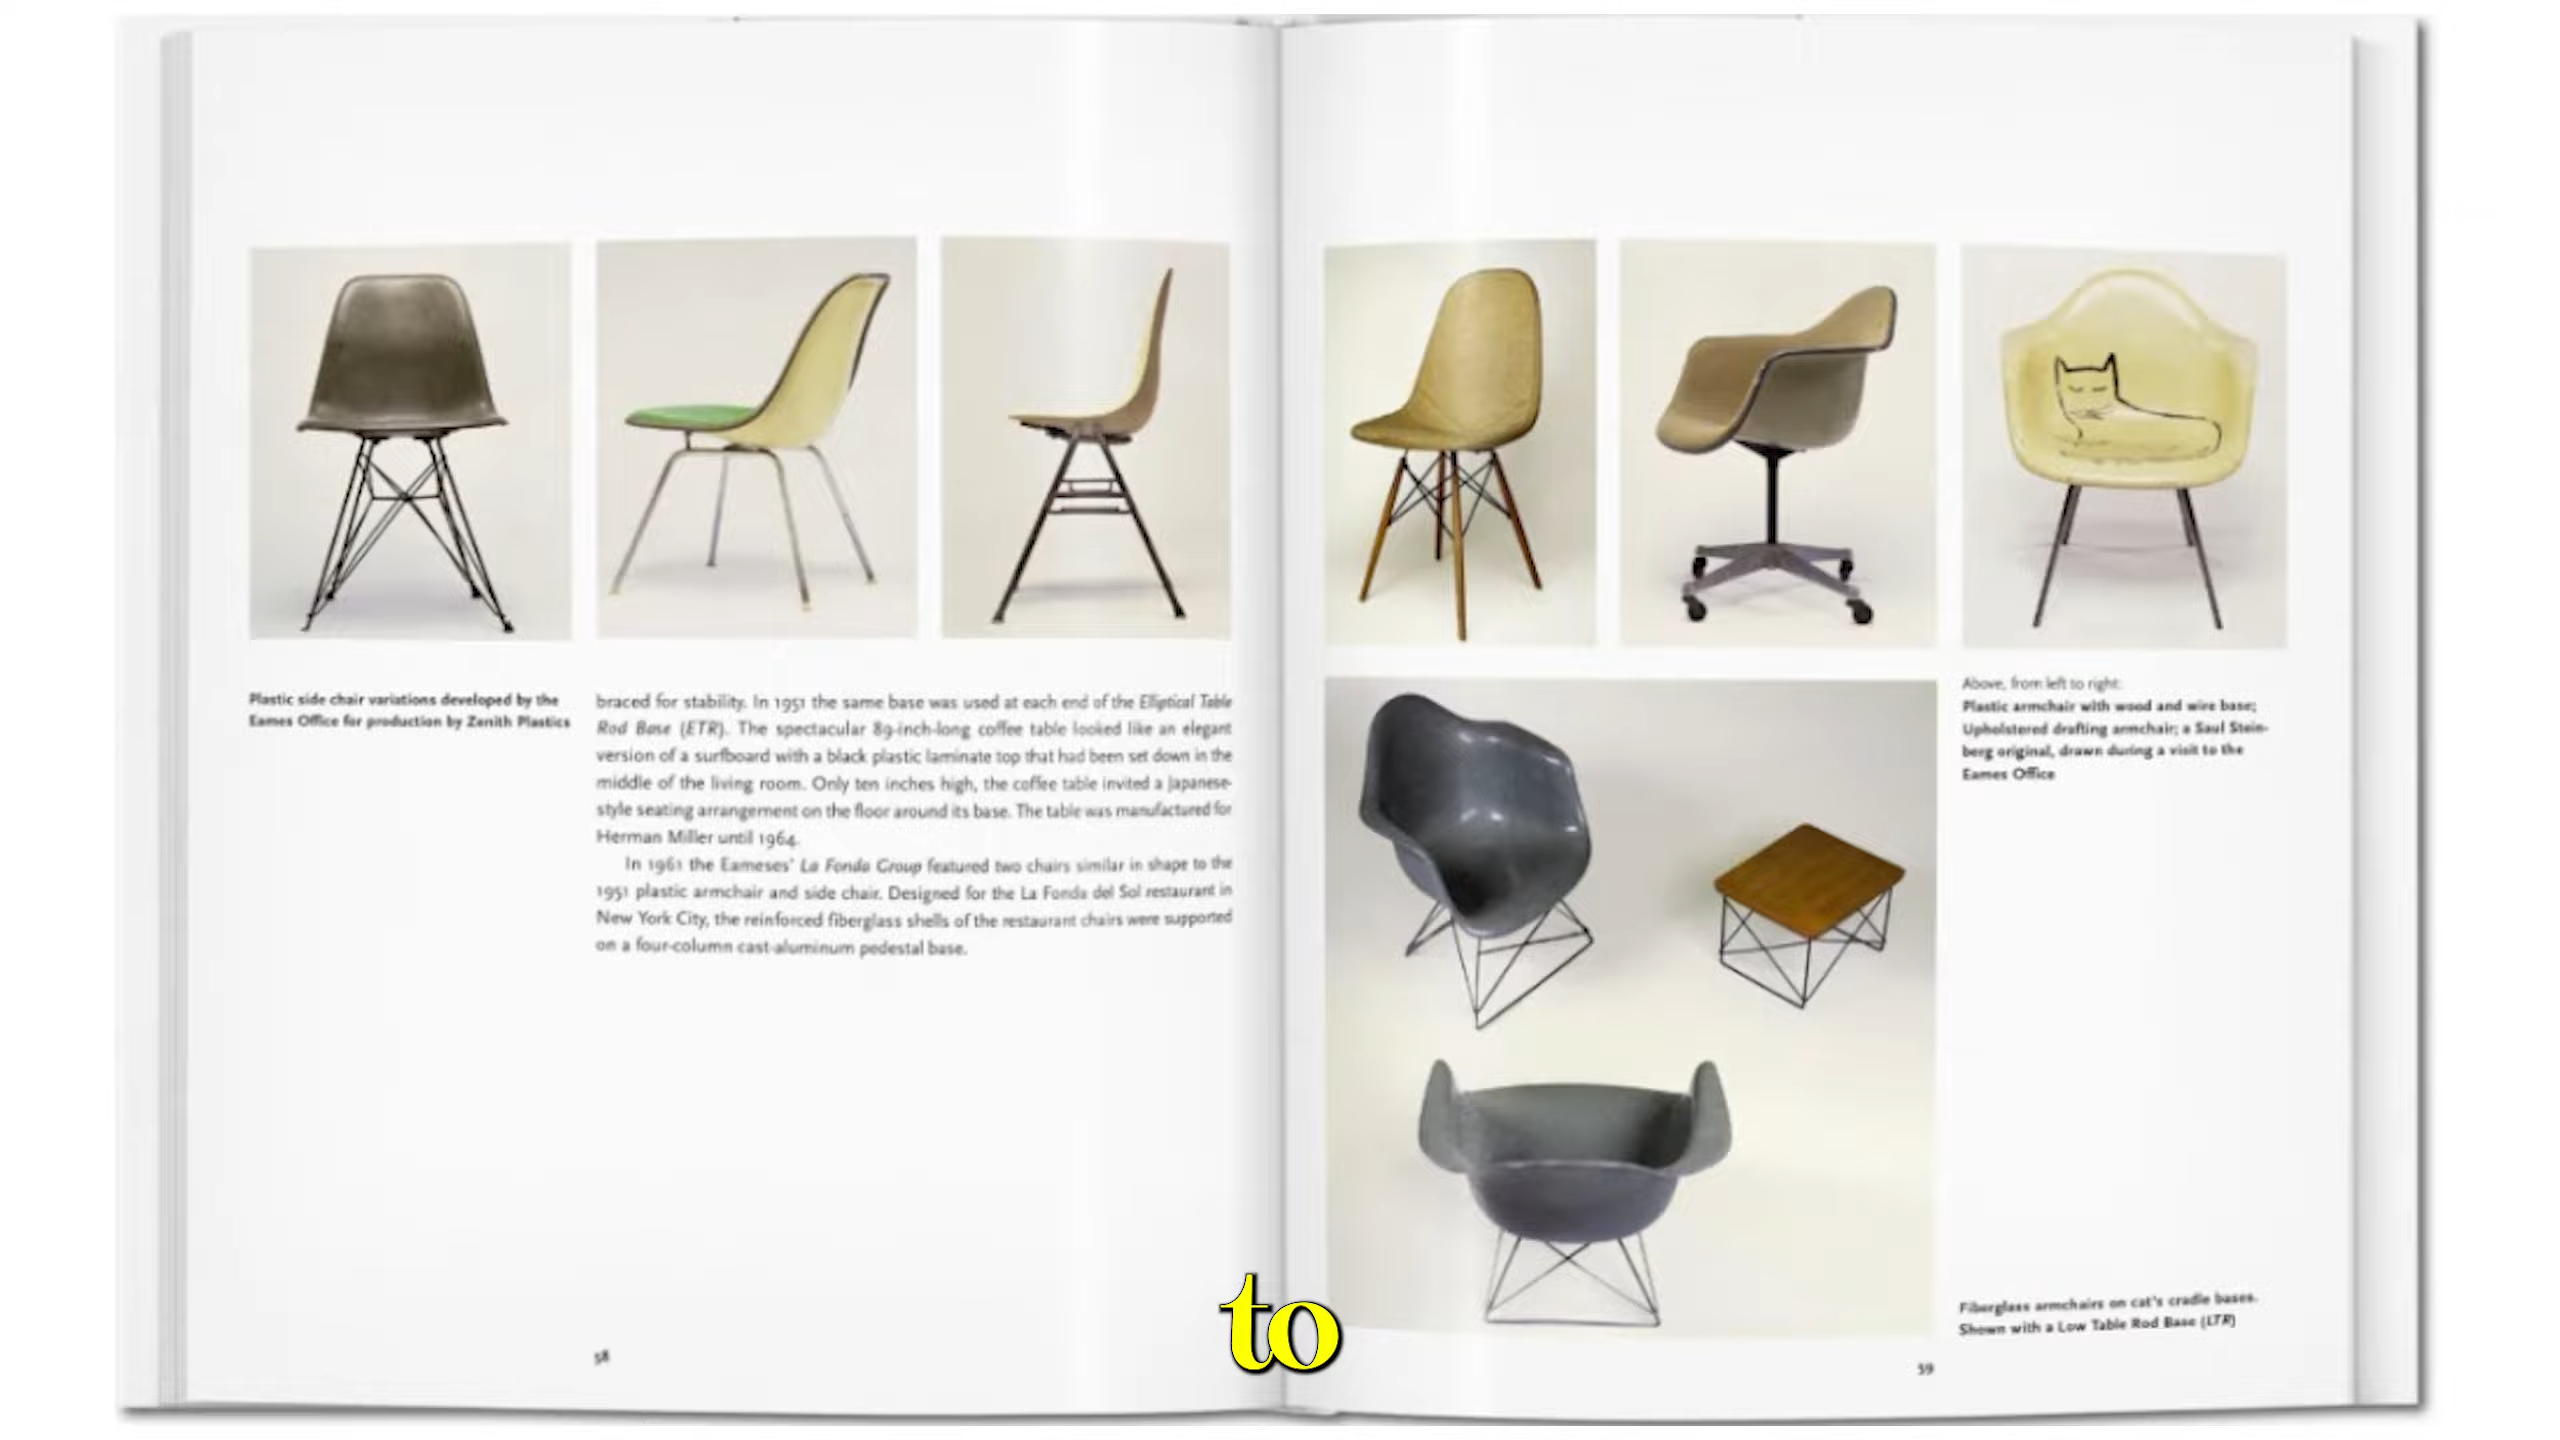 Plastic side chair variations developed by the
Eames Office for production by Zenith Plastics
braced for stability. In 1951 the same base was used at each end of the Elliptical Table
Rod Base (ETR). The spectacular 89-inch-long coffee table looked like an elegant
version of a surfboard with a black plastic laminate top that had been set down in the
middle of the living room. Only ten inches high, the coffee table invited a Japanese-
style seating arrangement on the floor around its base. The table was manufactured for
Herman Miller until 1964.
In 1961 the Eameses' La Fonda Group featured two chairs similar in shape to the
1951 plastic armchair and side chair. Designed for the La Fonda del Sol restaurant in
New York City, the reinforced fiberglass shells of the restaurant chairs were supported
on a four-column cast-aluminum pedestal base.
58
Above, from left to right:
Plastic armchair with wood and wire base;
Upholstered drafting armchair; a Saul Stein-
berg original, drawn during a visit to the
Eames Office
Fiberglass armchairs on cat's cradle bases.
Shown with a Low Table Rod Base (LTR)
59
to